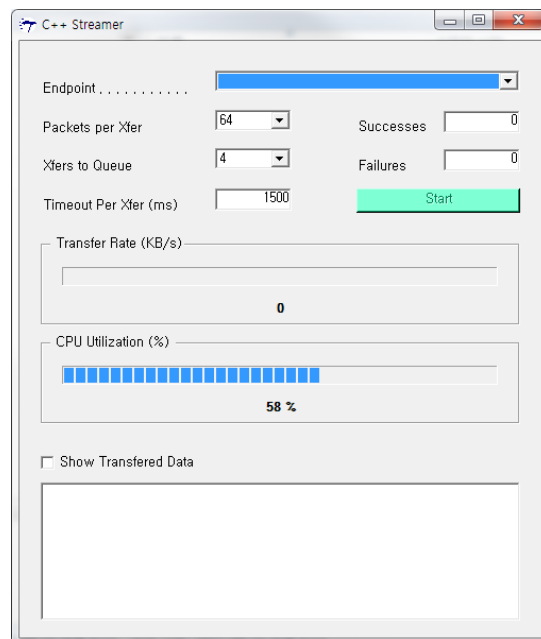 C++ Streamer
Endpoint . . . . . . . . . . .
Packets per Xfer 64 Successes 0
Xfers to Queue 4 Failures 0
Timeout Per Xfer (ms) 1500 Start
Transfer Rate (KB/s)
0
CPU Utilization (%)
58 %
Show Transfered Data